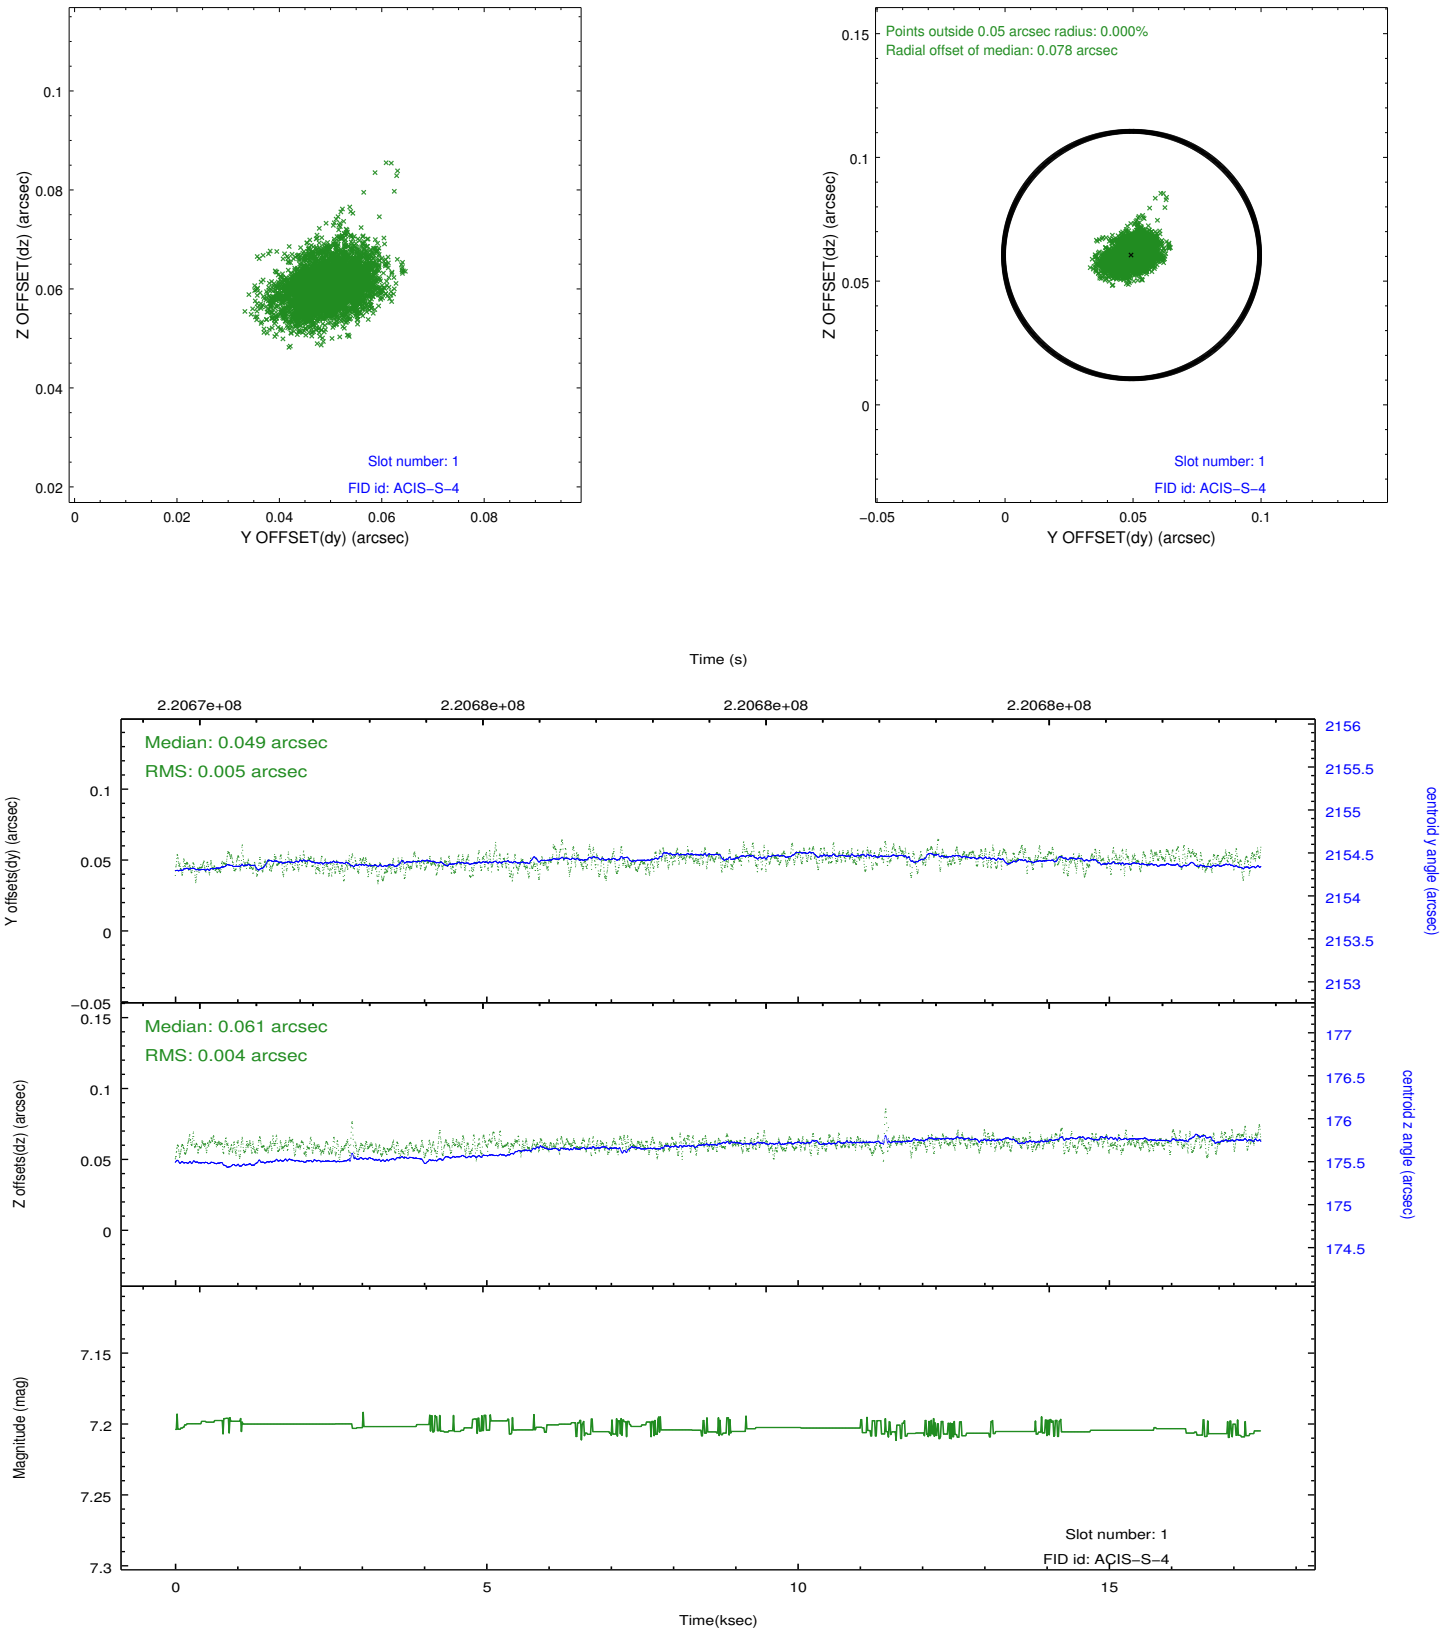 0.1
0.08
0.06
0.04
0.02
0
0.02
0.04
0.06
0.08
Z OFFSET(dz) (arcsec)
Y OFFSET(dy) (arcsec)
Slot number: 1
FID id: ACIS−S−4
Points outside 0.05 arcsec radius: 0.000%
Radial offset of median: 0.078 arcsec
0.15
0.1
0.05
0
−0.05
0
0.05
0.1
Z OFFSET(dz) (arcsec)
Y OFFSET(dy) (arcsec)
Slot number: 1
FID id: ACIS−S−4
Time (s)
2.2067e+08
2.2068e+08
2.2068e+08
2.2068e+08
Median: 0.049 arcsec
RMS: 0.005 arcsec
0.1
0.05
0
−0.05
Y offsets(dy) (arcsec)
2156
2155.5
2155
2154.5
2154
2153.5
2153
centroid y angle (arcsec)
Median: 0.061 arcsec
RMS: 0.004 arcsec
0.15
0.1
0.05
0
Z offsets(dz) (arcsec)
177
176.5
176
175.5
175
174.5
centroid z angle (arcsec)
7.15
7.2
7.25
7.3
Magnitude (mag)
Slot number: 1
FID id: ACIS−S−4
0
5
10
15
Time(ksec)